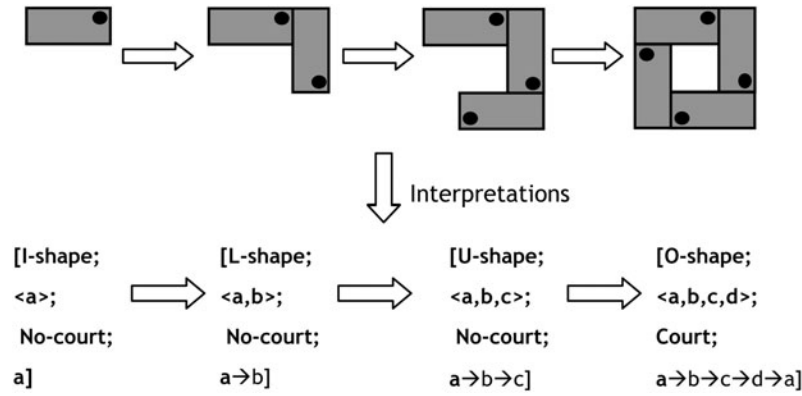 Interpretations
[I-shape;
<a>;
No-court;
a]
[L-shape;
<a,b>;
No-court;
a→b]
[U-shape;
<a,b,c>;
No-court;
a→b→c]
[O-shape;
<a,b,c,d>;
Court;
a→b→c→d→a]